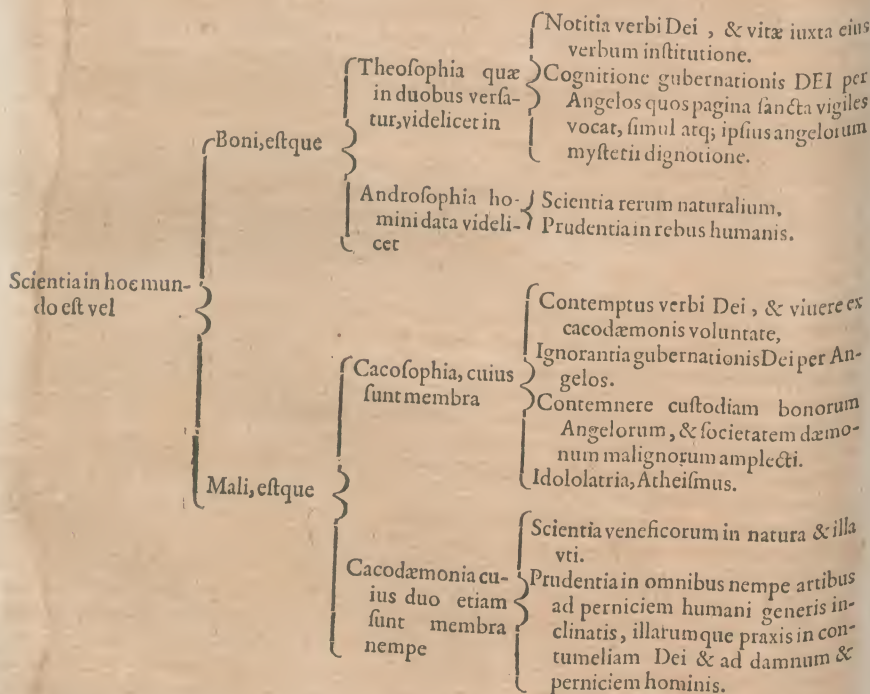 Scientia in hoc mun-
do eſt vel
Boni, eſtque
Theoſophia quæ
in duobus verſa-
tur, videlicet in
Notitia verbi Dei , & vitæ iuxta eius
verbum inſtitutione.
Cognitione gubernationis DEI per
Angelos quos pagina ſancta vigiles
vocat, ſimul atq; ipſius angelorum
myſterii dignotione.
Androſophia ho-
mini data videli-
cet
Scientia rerum naturalium,
Prudentia in rebus humanis.
Mali, eſtque
Cacoſophia, cuius
ſunt membra
Contemptus verbi Dei , & viuere ex
cacodæmonis voluntate,
Ignorantia gubernationis Dei per An-
gelos.
Contemnere cuſtodiam bonorum
Angelorum, & ſocietatem dæmo-
num malignorum amplecti.
Idololatria, Atheiſmus.
Cacodæmonia cu-
ius duo etiam
ſunt membra
nempe
Scientia veneficorum in natura & illa
vti.
Prudentia in omnibus nempe artibus
ad perniciem humani generis in-
clinatis, illarumque praxis in con-
tumeliam Dei & ad damnum &
perniciem hominis.